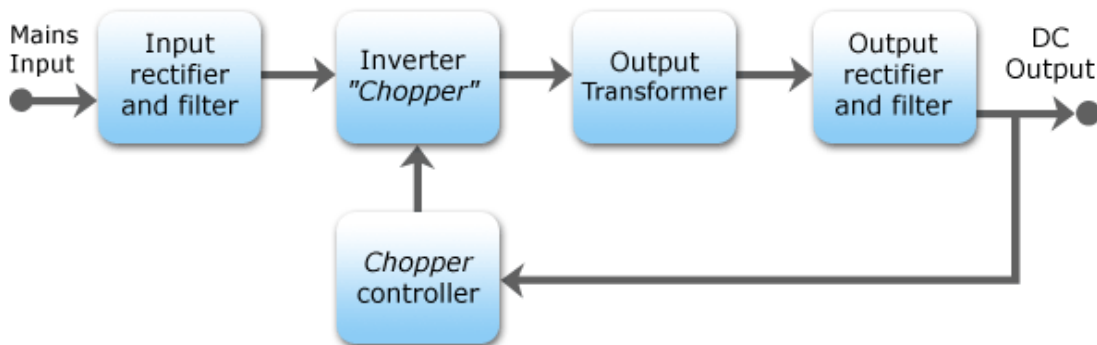 Mains
Input
Input
rectifier
and filter
Inverter
"Chopper"
Output
Transformer
Output
rectifier
and filter
DC
Output
Chopper
controller